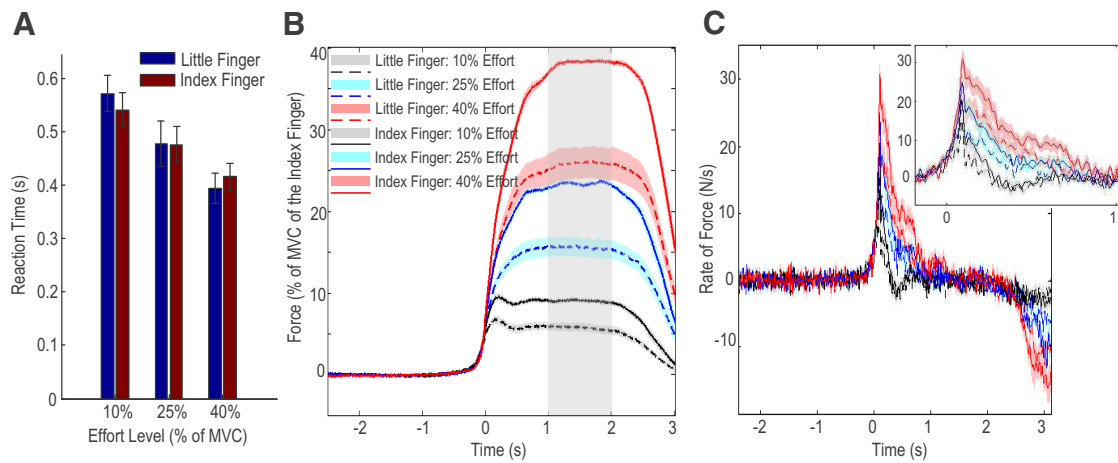 A
Little Finger
Index Finger
0.6
0.5
0.4
0.3
0.2
0.1
0
Reaction Time (s)
10%
25%
40%
Effort Level (% of MVC)
B
40
30
20
10
0
Force (% of MVC of the Index Finger)
Little Finger: 10% Effort
Little Finger: 25% Effort
Little Finger: 40% Effort
Index Finger: 10% Effort
Index Finger: 25% Effort
Index Finger: 40% Effort
-2
-1
0
1
2
3
Time (s)
C
30
20
10
0
-10
Rate of Force (N/s)
30
20
10
0
0
1
-2
-1
0
1
2
3
Time (s)